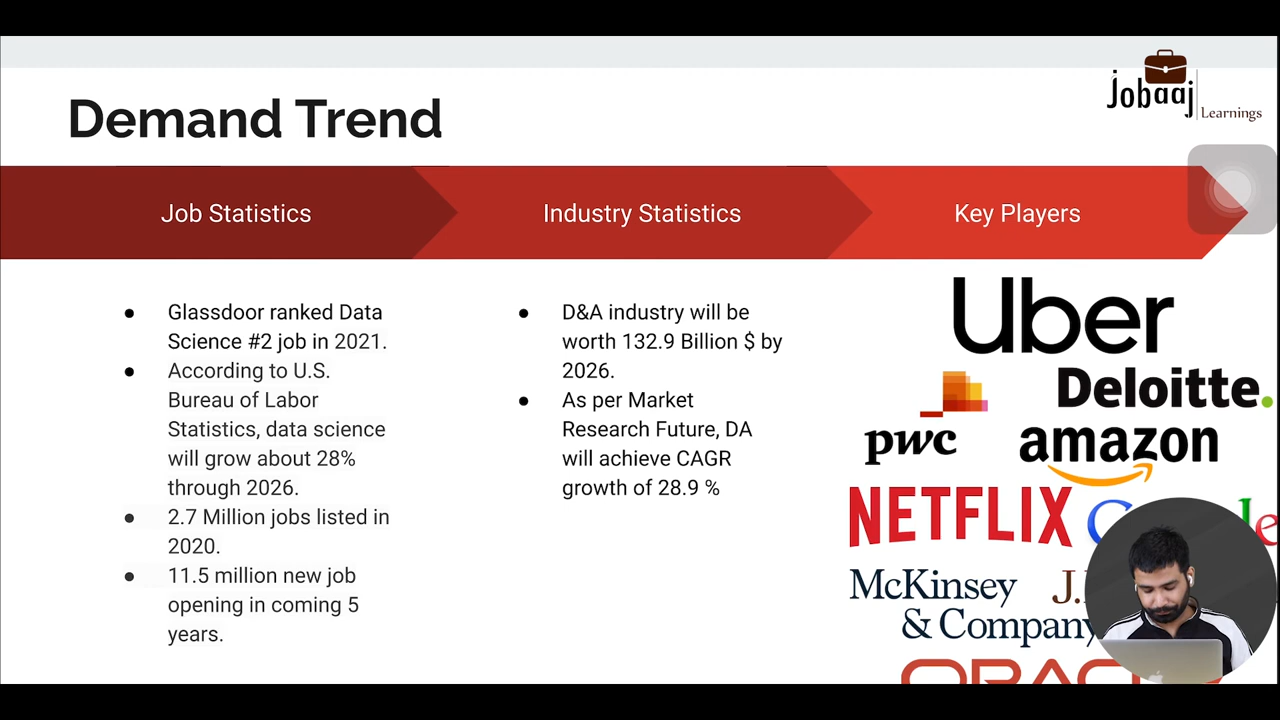 Demand Trend
Jobaaj
Learnings
Job Statistics
Industry Statistics
Key Players
● Glassdoor ranked Data
Science #2 job in 2021.
● According to U.S.
Bureau of Labor
Statistics, data science
will grow about 28%
through 2026.
● 2.7 Million jobs listed in
2020.
● 11.5 million new job
opening in coming 5
years.
● D&A industry will be
worth 132.9 Billion $ by
2026.
● As per Market
Research Future, DA
will achieve CAGR
growth of 28.9 %
Uber
Deloitte.
pwc
amazon
NETFLIX
McKinsey
& Company